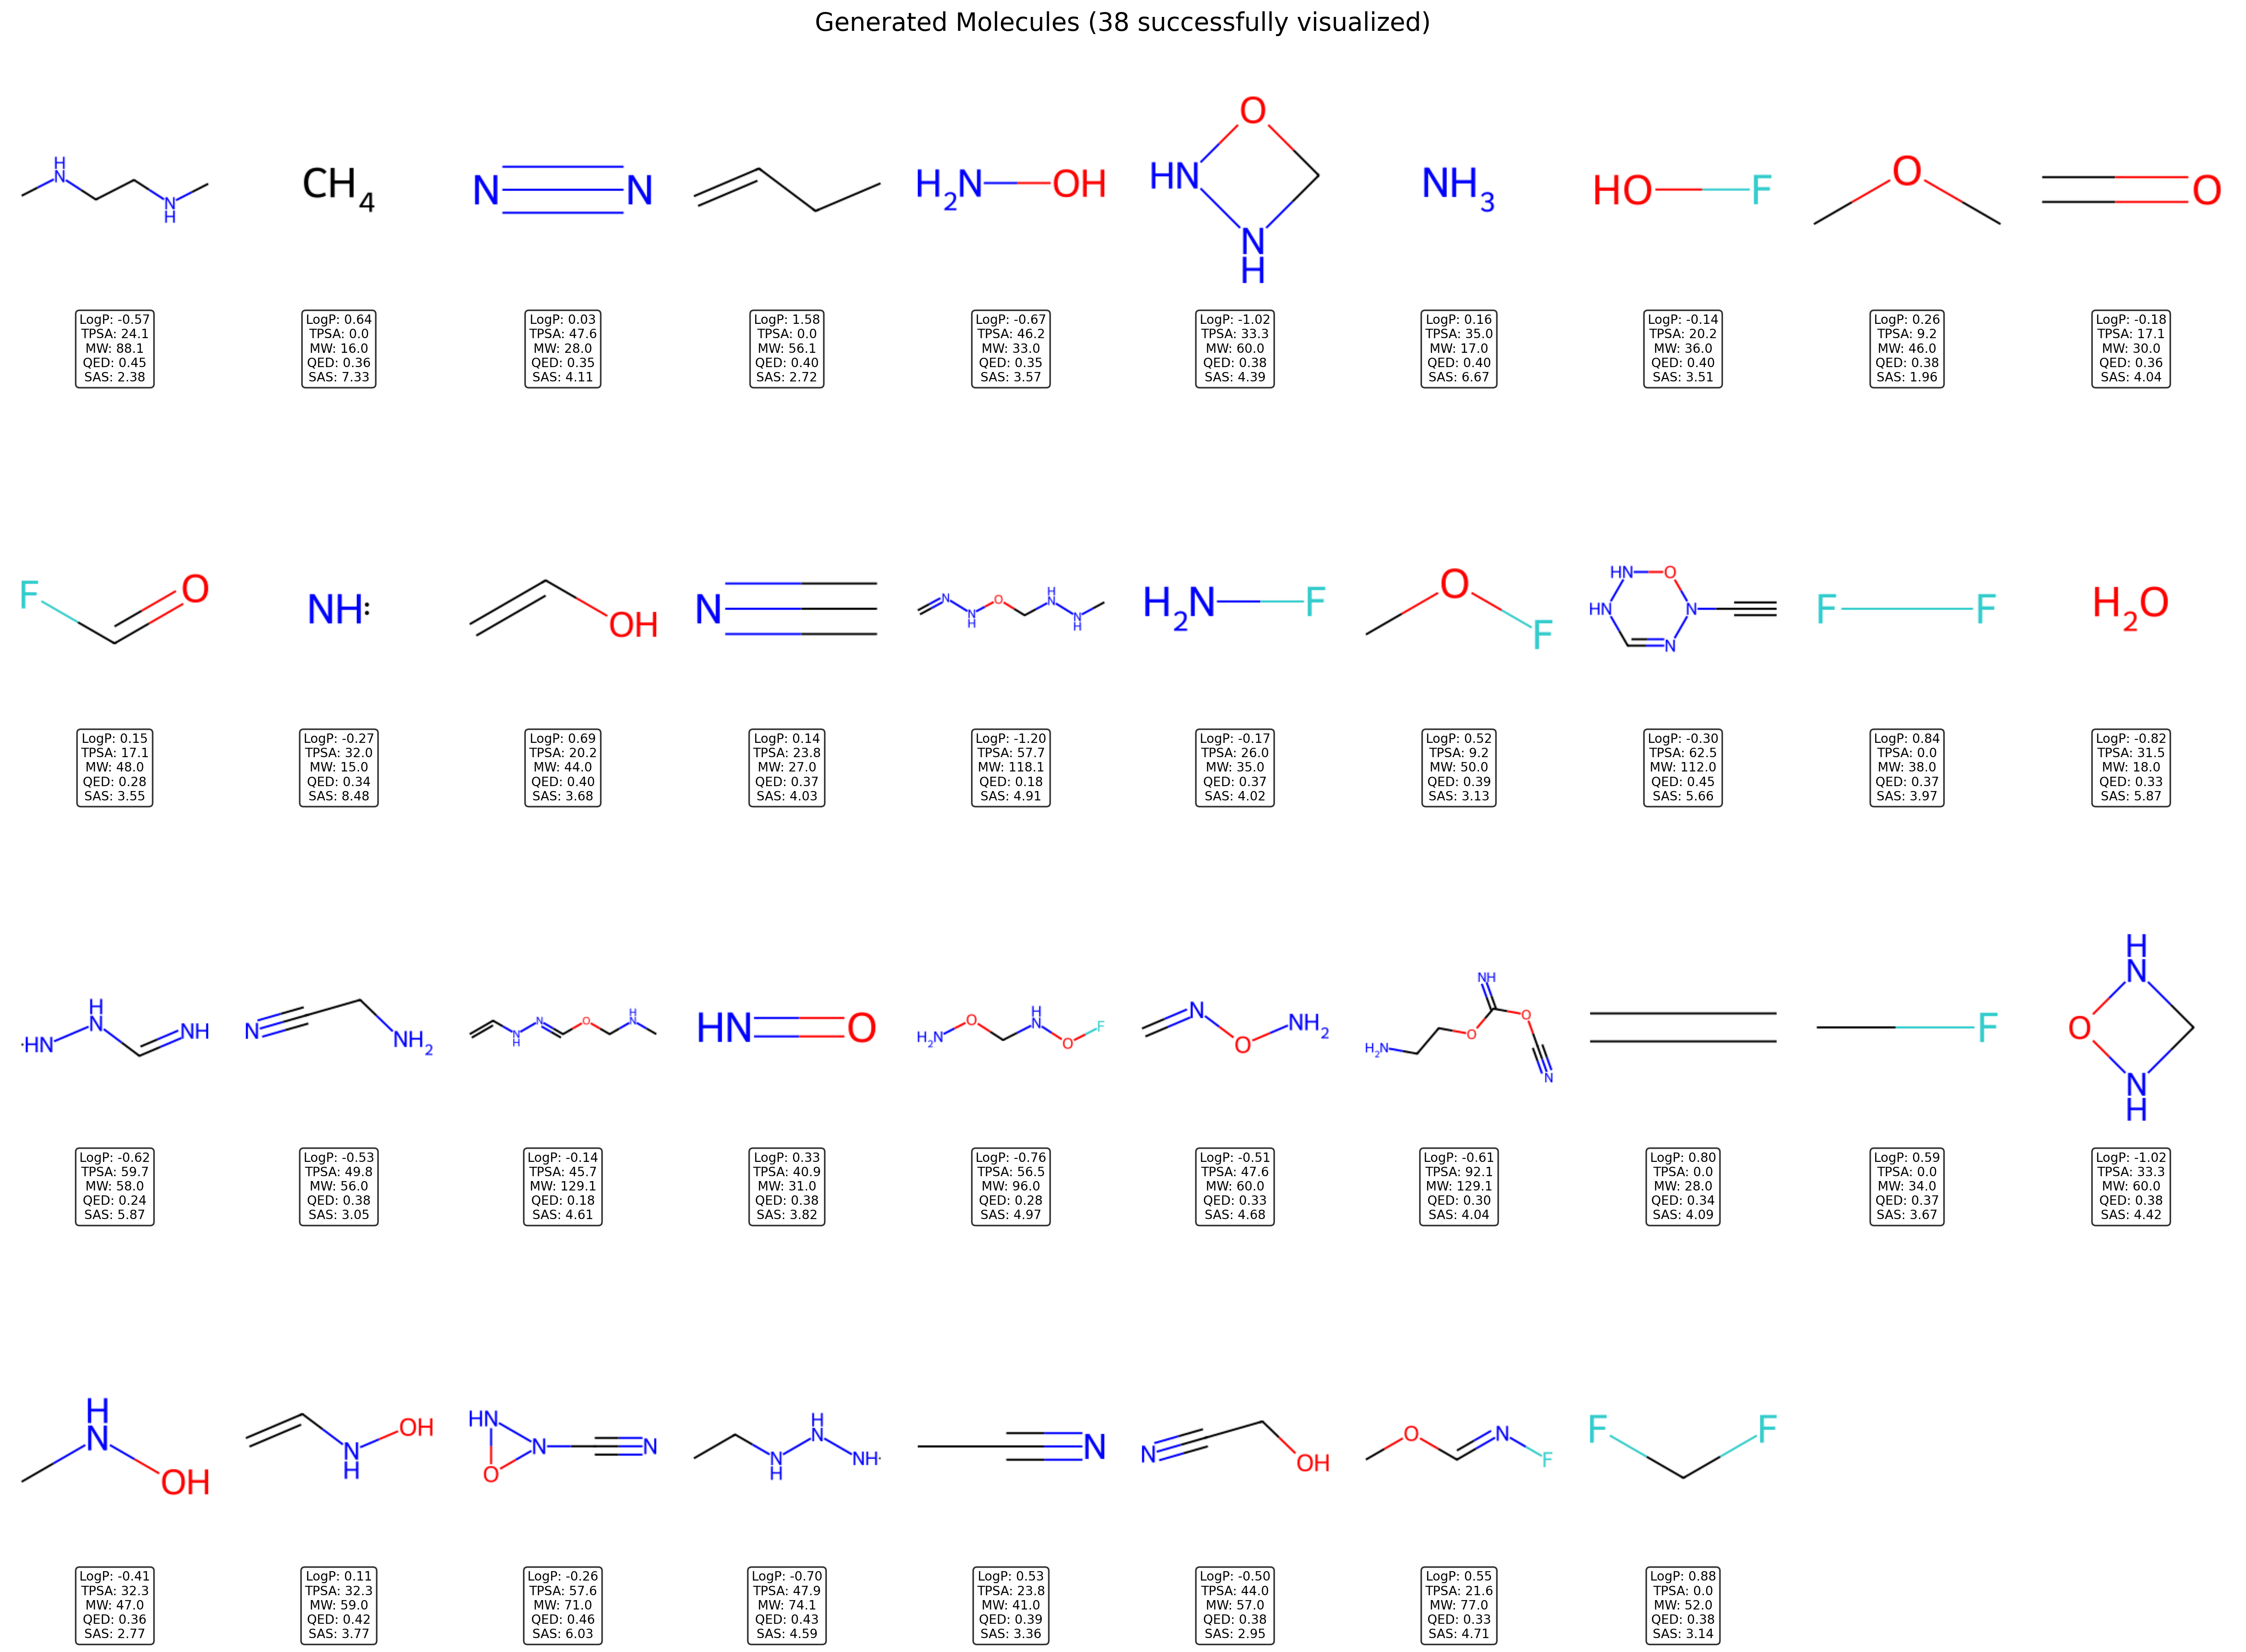 Generated Molecules (38 successfully visualized)
H
N
N
H
CH4
N N
H2N OH
O
HN
N
H
NH3
HO F
O
O
LogP: -0.57
TPSA: 24.1
MW: 88.1
QED: 0.45
SAS: 2.38
LogP: 0.64
TPSA: 0.0
MW: 16.0
QED: 0.36
SAS: 7.33
LogP: 0.03
TPSA: 47.6
MW: 28.0
QED: 0.35
SAS: 4.11
LogP: 1.58
TPSA: 0.0
MW: 56.1
QED: 0.40
SAS: 2.72
LogP: -0.67
TPSA: 46.2
MW: 33.0
QED: 0.35
SAS: 3.57
LogP: -1.02
TPSA: 33.3
MW: 60.0
QED: 0.38
SAS: 4.39
LogP: 0.16
TPSA: 35.0
MW: 17.0
QED: 0.40
SAS: 6.67
LogP: -0.14
TPSA: 20.2
MW: 36.0
QED: 0.40
SAS: 3.51
LogP: 0.26
TPSA: 9.2
MW: 46.0
QED: 0.38
SAS: 1.96
LogP: -0.18
TPSA: 17.1
MW: 30.0
QED: 0.36
SAS: 4.04
F O
NH:
OH
N
N
N
H
O
H
N
N
H
H2N F
O
F
HN O
HN N
N
F F
H2O
LogP: 0.15
TPSA: 17.1
MW: 48.0
QED: 0.28
SAS: 3.55
LogP: -0.27
TPSA: 32.0
MW: 15.0
QED: 0.34
SAS: 8.48
LogP: 0.69
TPSA: 20.2
MW: 44.0
QED: 0.40
SAS: 3.68
LogP: 0.14
TPSA: 23.8
MW: 27.0
QED: 0.37
SAS: 4.03
LogP: -1.20
TPSA: 57.7
MW: 118.1
QED: 0.18
SAS: 4.91
LogP: -0.17
TPSA: 26.0
MW: 35.0
QED: 0.37
SAS: 4.02
LogP: 0.52
TPSA: 9.2
MW: 50.0
QED: 0.39
SAS: 3.13
LogP: -0.30
TPSA: 62.5
MW: 112.0
QED: 0.45
SAS: 5.66
LogP: 0.84
TPSA: 0.0
MW: 38.0
QED: 0.37
SAS: 3.97
LogP: -0.82
TPSA: 31.5
MW: 18.0
QED: 0.33
SAS: 5.87
H
N
·HN NH
N
NH2
N
H
N
O
H
N
HN O
H2N
O
H
N
O
F
N
O
NH2
NH
O
O
H2N
N
F
H
N
O
N
H
LogP: -0.62
TPSA: 59.7
MW: 58.0
QED: 0.24
SAS: 5.87
LogP: -0.53
TPSA: 49.8
MW: 56.0
QED: 0.38
SAS: 3.05
LogP: -0.14
TPSA: 45.7
MW: 129.1
QED: 0.18
SAS: 4.61
LogP: 0.33
TPSA: 40.9
MW: 31.0
QED: 0.38
SAS: 3.82
LogP: -0.76
TPSA: 56.5
MW: 96.0
QED: 0.28
SAS: 4.97
LogP: -0.51
TPSA: 47.6
MW: 60.0
QED: 0.33
SAS: 4.68
LogP: -0.61
TPSA: 92.1
MW: 129.1
QED: 0.30
SAS: 4.04
LogP: 0.80
TPSA: 0.0
MW: 28.0
QED: 0.34
SAS: 4.09
LogP: 0.59
TPSA: 0.0
MW: 34.0
QED: 0.37
SAS: 3.67
LogP: -1.02
TPSA: 33.3
MW: 60.0
QED: 0.38
SAS: 4.42
H
N
OH
OH
N
H
HN
N N
O
H
N
N
H
NH·
N
N
OH
O
N
F
F F
LogP: -0.41
TPSA: 32.3
MW: 47.0
QED: 0.36
SAS: 2.77
LogP: 0.11
TPSA: 32.3
MW: 59.0
QED: 0.42
SAS: 3.77
LogP: -0.26
TPSA: 57.6
MW: 71.0
QED: 0.46
SAS: 6.03
LogP: -0.70
TPSA: 47.9
MW: 74.1
QED: 0.43
SAS: 4.59
LogP: 0.53
TPSA: 23.8
MW: 41.0
QED: 0.39
SAS: 3.36
LogP: -0.50
TPSA: 44.0
MW: 57.0
QED: 0.38
SAS: 2.95
LogP: 0.55
TPSA: 21.6
MW: 77.0
QED: 0.33
SAS: 4.71
LogP: 0.88
TPSA: 0.0
MW: 52.0
QED: 0.38
SAS: 3.14